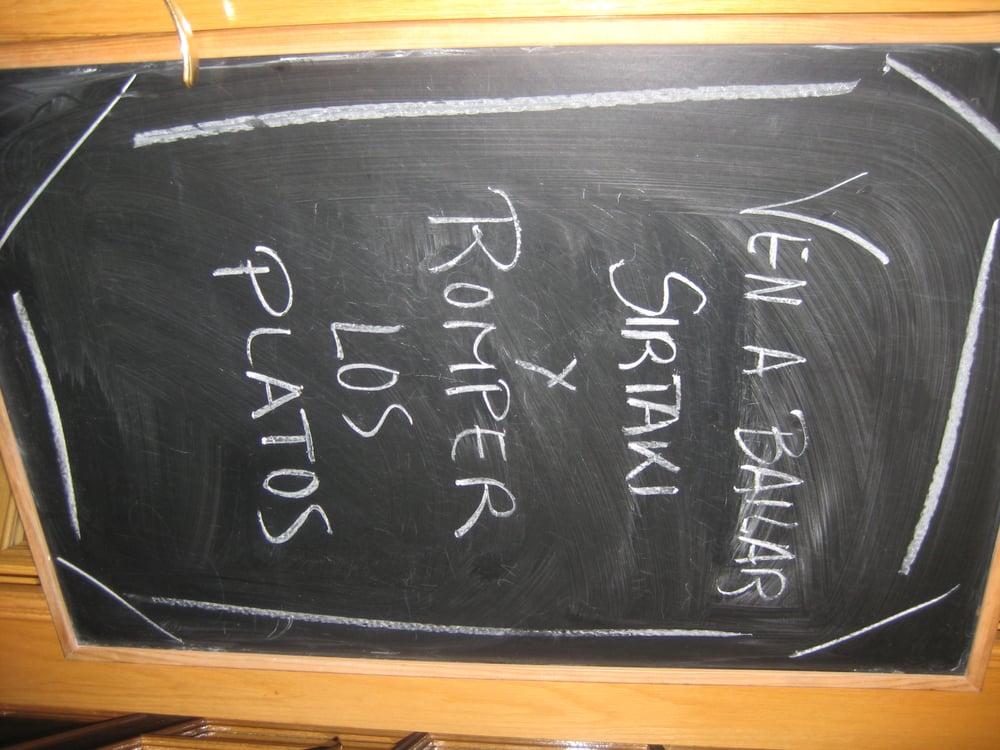 VEN A BAILAR
SIRTAKI
Y
ROMPER
LOS
PLATOS